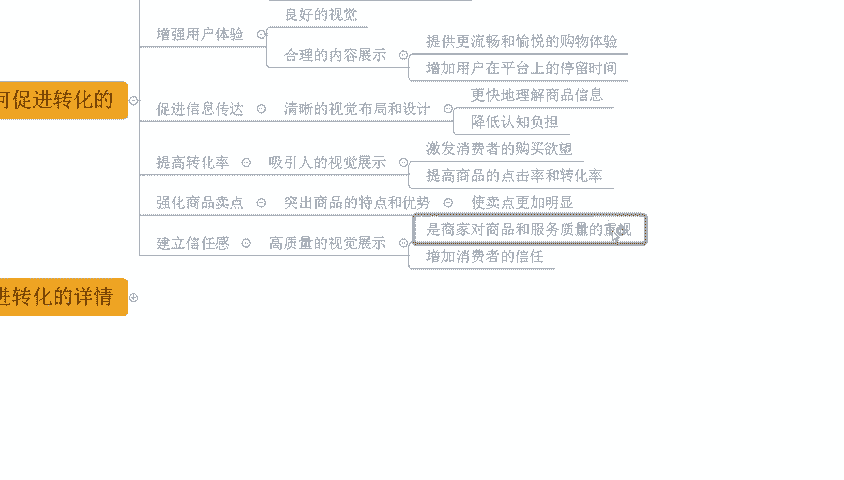 良好的视觉
增强用户体验
合理的内容展示
提供更流畅和愉悦的购物体验
增加用户在平台上的停留时间
何促进转化的
促进信息传达
清晰的视觉布局和设计
更快地理解商品信息
降低认知负担
提高转化率
吸引人的视觉展示
激发消费者的购买欲望
提高商品的点击率和转化率
强化商品卖点
突出商品的特点和优势
使卖点更加明显
建立信任感
高质量的视觉展示
是商家对商品和服务质量的重视
增加消费者的信任
进转化的详情